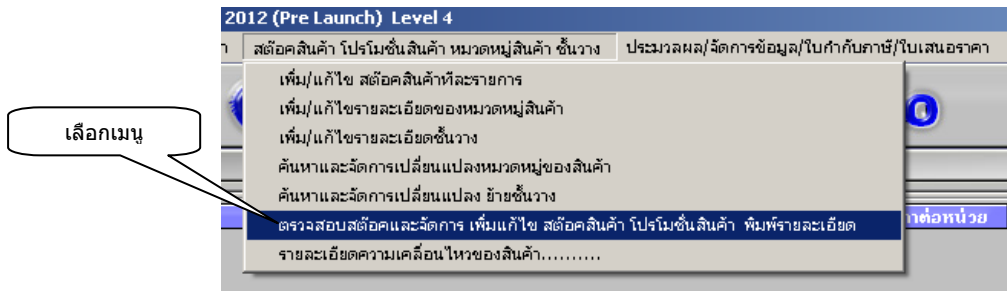 2012 (Pre Launch) Level 4
สต๊อคสินค้า โปรโมชั่นสินค้า หมวดหมู่สินค้า ชั้นวาง ประมวลผล/จัดการข้อมูล/ใบกำกับภาษี/ใบเสนอราคา
เพิ่ม/แก้ไข สต๊อคสินค้าทีละรายการ
เพิ่ม/แก้ไขรายละเอียดของหมวดหมู่สินค้า
เลือกเมนู
เพิ่ม/แก้ไขรายละเอียดชั้นวาง
ค้นหาและจัดการเปลี่ยนแปลงหมวดหมู่ของสินค้า
ค้นหาและจัดการเปลี่ยนแปลง ย้ายชั้นวาง
ตรวจสอบสต๊อคและจัดการ เพิ่มแก้ไข สต๊อคสินค้า โปรโมชั่นสินค้า พิมพ์รายละเอียด
าต่อหน่วย
รายละเอียดความเคลื่อนไหวของสินค้า..........